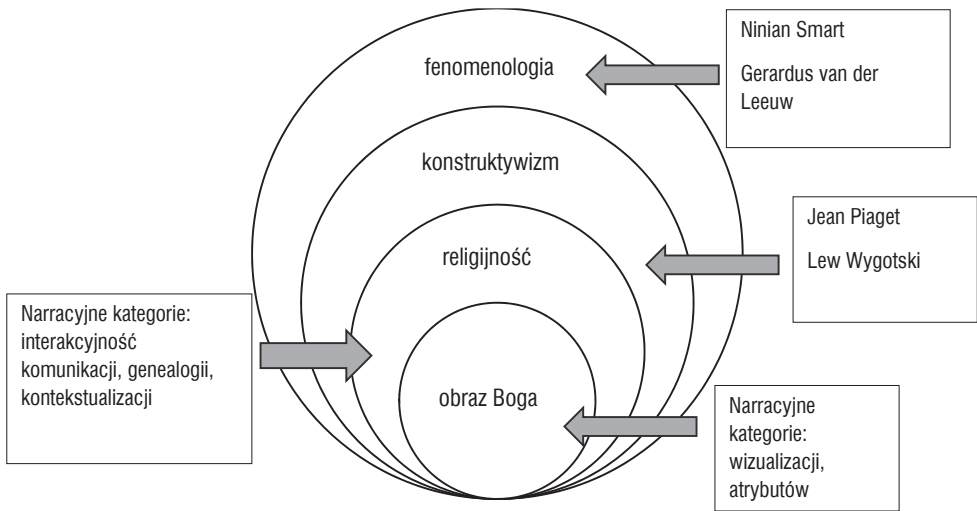 fenomenologia
Ninian Smart
Gerardus van der
Leeuw
konstruktywizm
Jean Piaget
Lew Wygotski
religijność
Narracyjne kategorie:
interakcyjność
komunikacji, genealogii,
kontekstualizacji
obraz Boga
Narracyjne
kategorie:
wizualizacji,
atrybutów